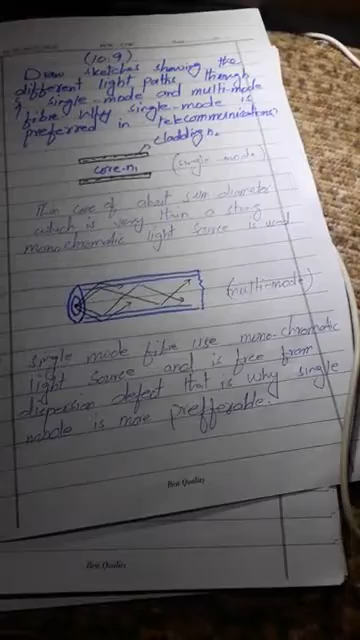 (10.9)
Draw sketches showing the
different light paths through
a single-mode and multi-mode
fibre Why single-mode is
preferred in telecommunications.
cladding n.
core-n,
(single mode)
Thin core of about 5um diameter
which is very thin a strong
monochromatic light source is used
(multi-mode)
single mode fibre use mono-chromatic
light source and is free from
dispersion defect that is why single
mode is more prefferable.
Best Quality
Best Quality